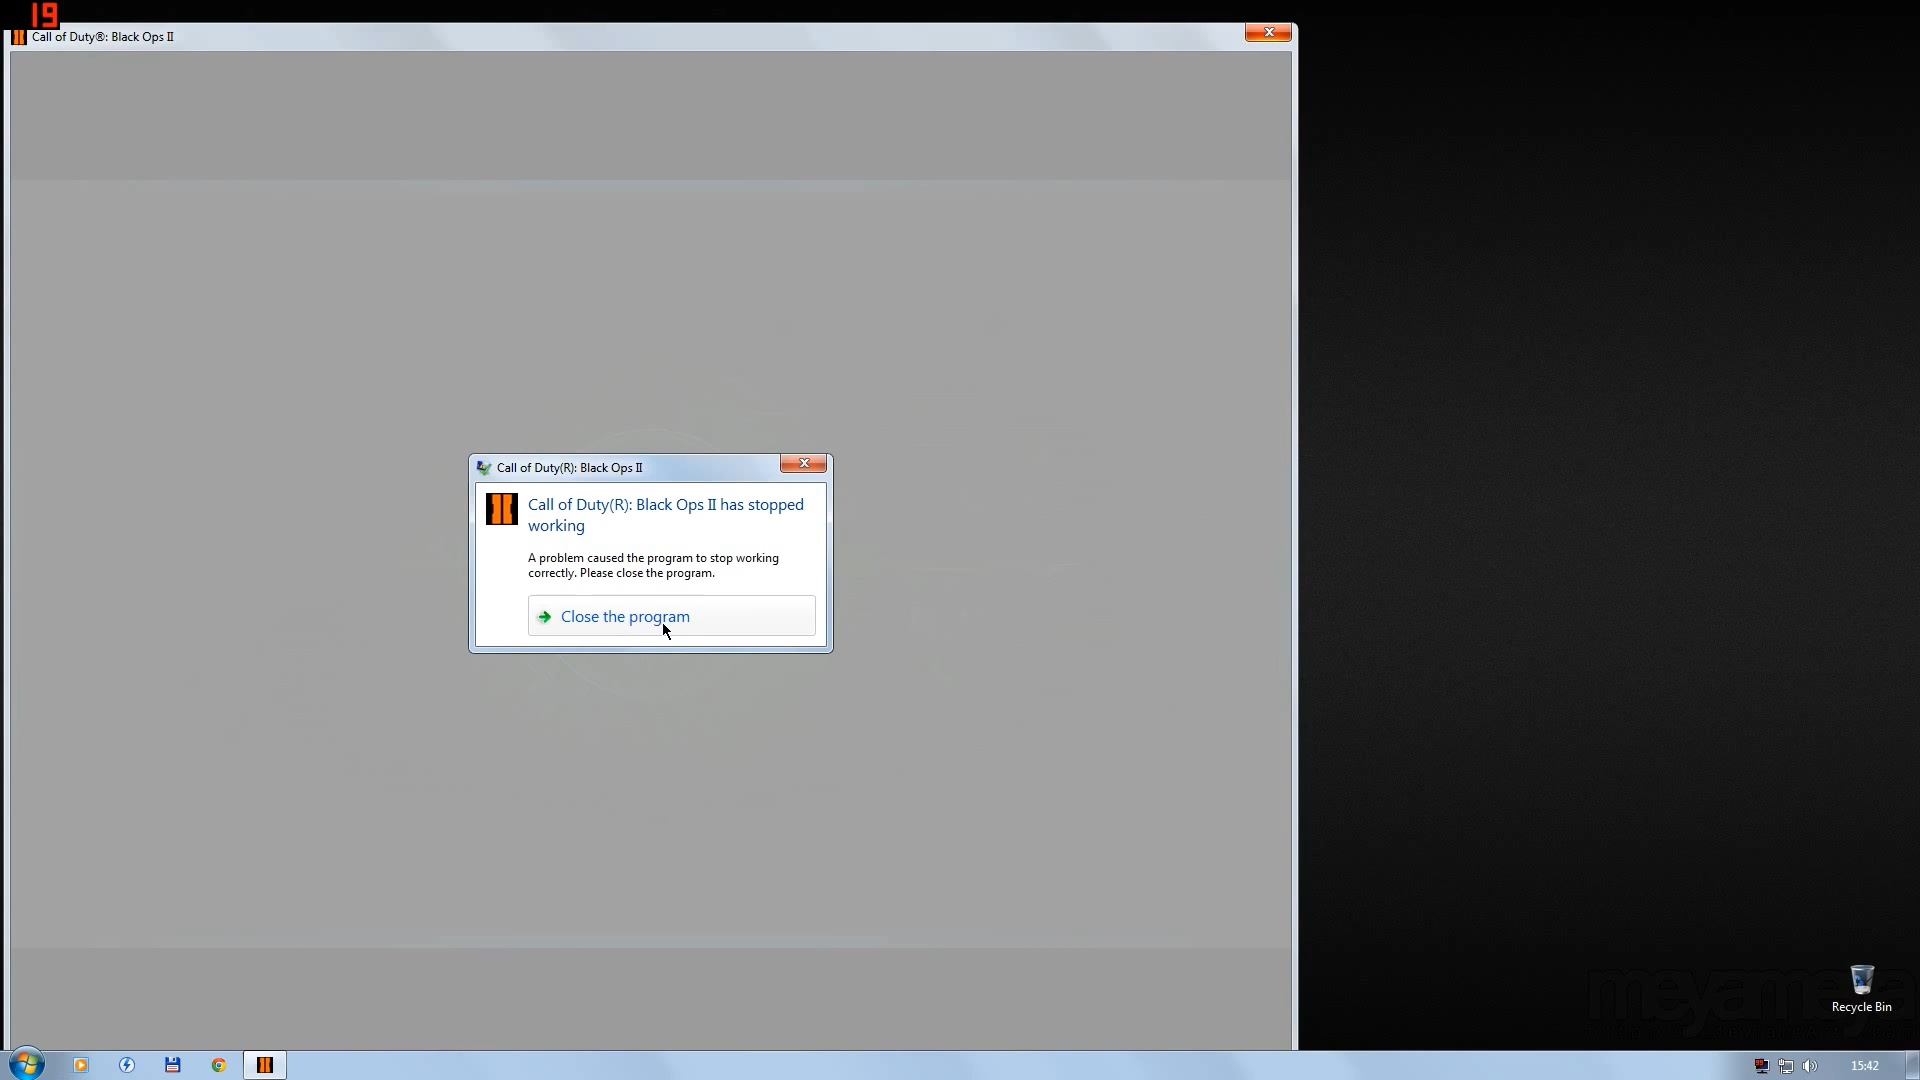 19
Call of Duty®: Black Ops II
Call of Duty(R): Black Ops II
Call of Duty(R): Black Ops II has stopped
working
A problem caused the program to stop working
correctly. Please close the program.
Close the program
meyameya
Recycle Bin
15:42